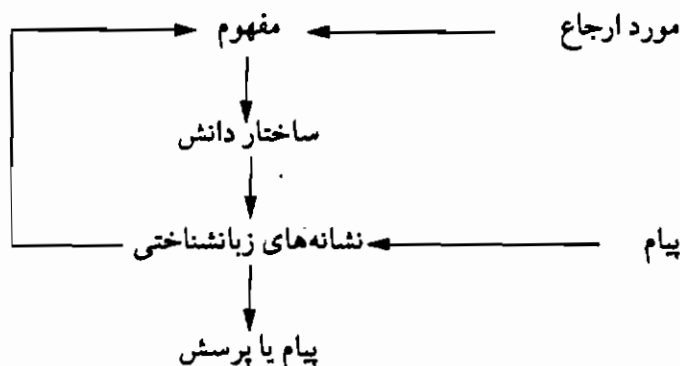 مورد ارجاع
مفهوم
ساختار دانش
پیام
نشانه‌های زبانشناختی
پیام یا پرسش